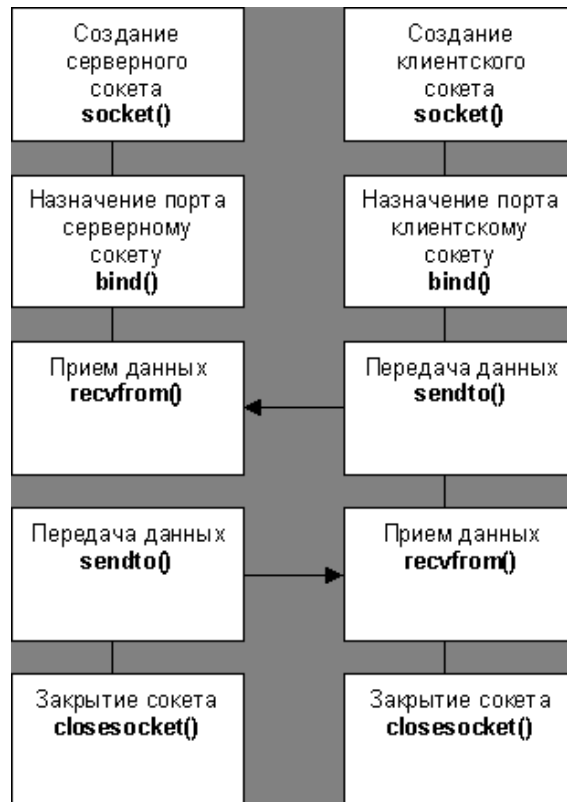 Создание
серверного
сокета
socket()
Создание
клиентского
сокета
socket()
Назначение порта
серверному
сокету
bind()
Назначение порта
клиентскому
сокету
bind()
Прием данных
recvfrom()
Передача данных
sendto()
Передача данных
sendto()
Прием данных
recvfrom()
Закрытие сокета
closesocket()
Закрытие сокета
closesocket()